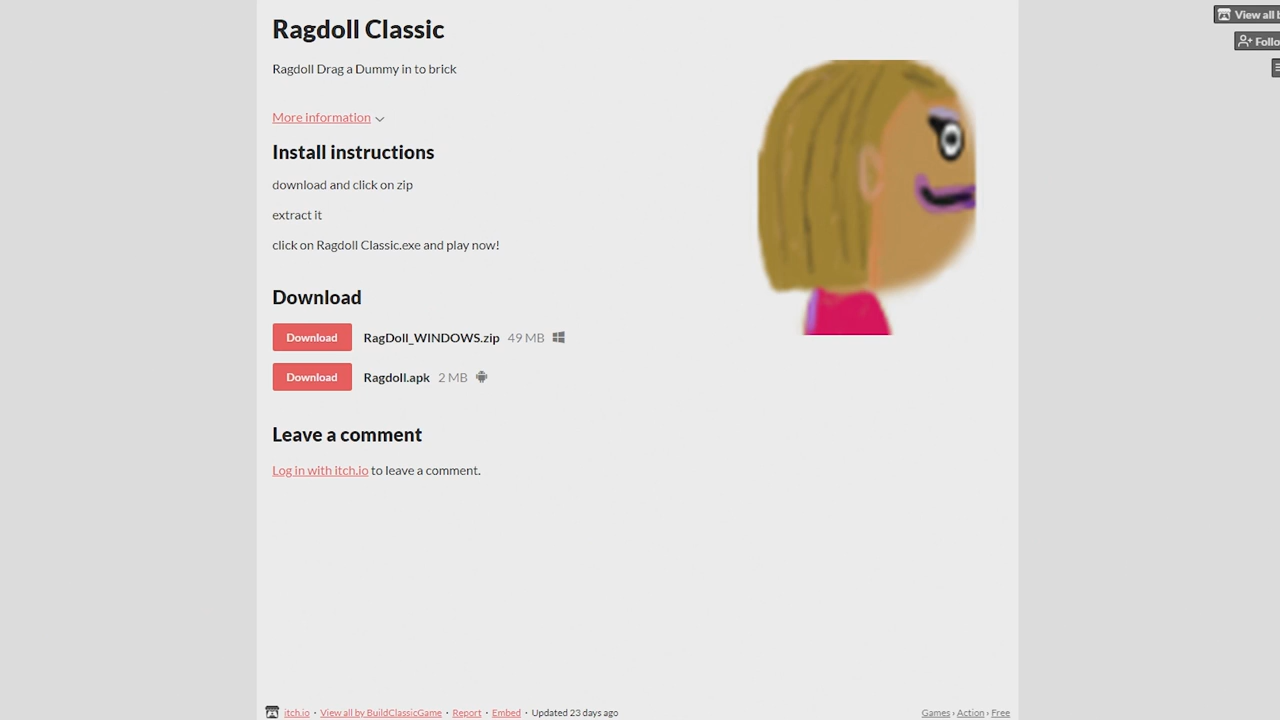 Ragdoll Classic
View all b
Follo
Ragdoll Drag a Dummy in to brick
More information
Install instructions
download and click on zip
extract it
click on Ragdoll Classic.exe and play now!
Download
Download RagDoll_WINDOWS.zip 49 MB
Download Ragdoll.apk 2 MB
Leave a comment
Log in with itch.io to leave a comment.
itch.io · View all by BuildClassicGame · Report · Embed · Updated 23 days ago
Games › Action › Free